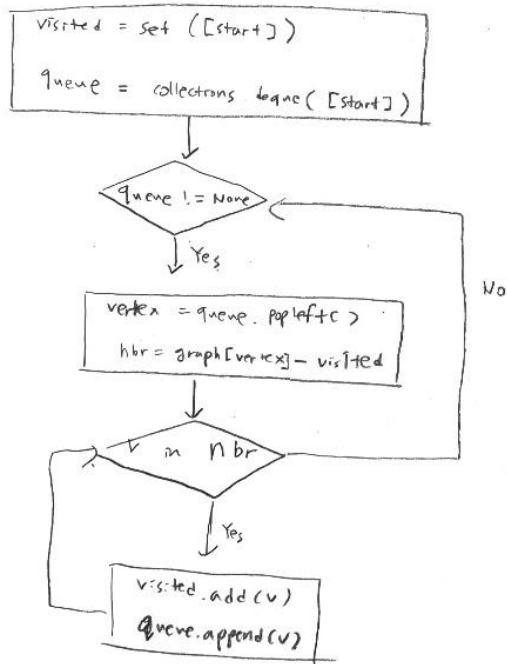 visited = set ([start])
queue = collections.deque([start])
queue != None
Yes
No
vertex = queue.popleft()
nbr = graph[vertex] - visited
v in nbr
Yes
visited.add(v)
queue.append(v)